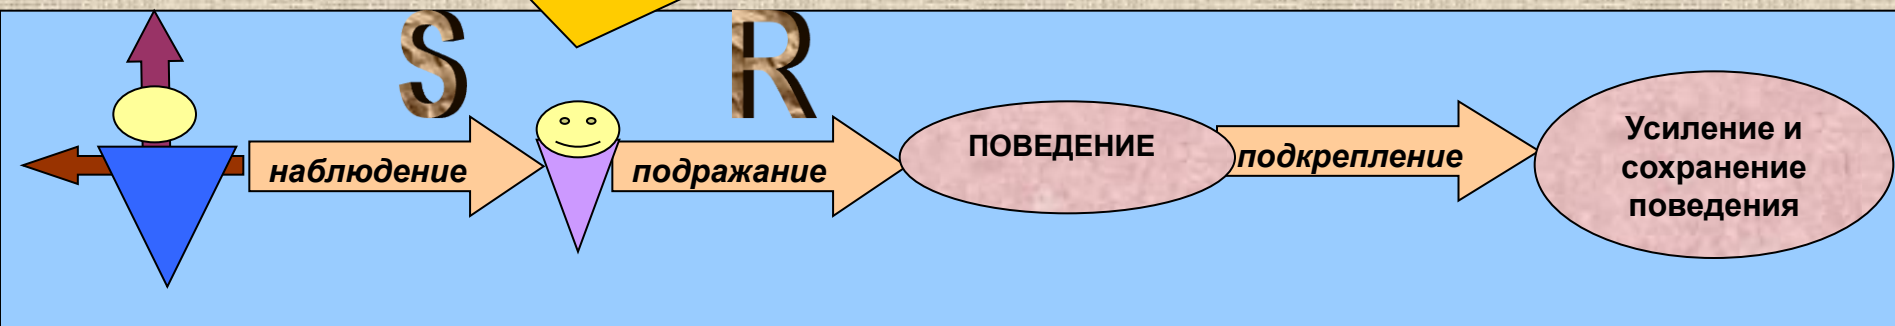 S
R
наблюдение
подражание
ПОВЕДЕНИЕ
подкрепление
Усиление и
сохранение
поведения